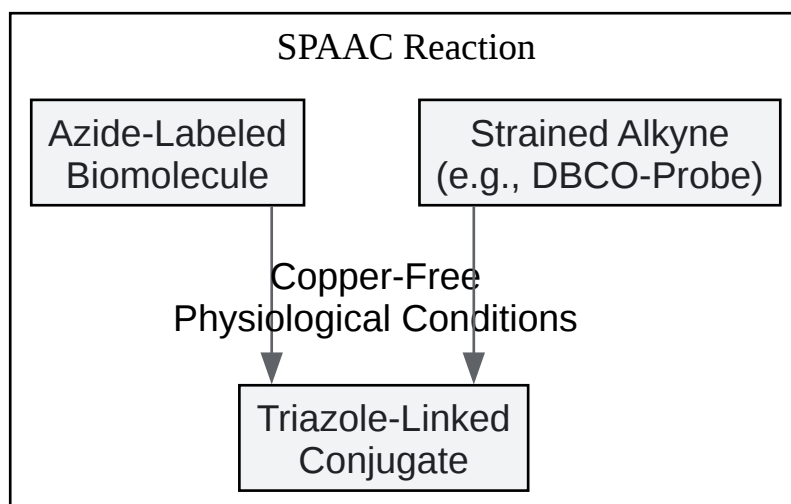 SPAAC Reaction
Azide-Labeled
Biomolecule
Strained Alkyne
(e.g., DBCO-Probe)
Copper-Free
Physiological Conditions
Triazole-Linked
Conjugate